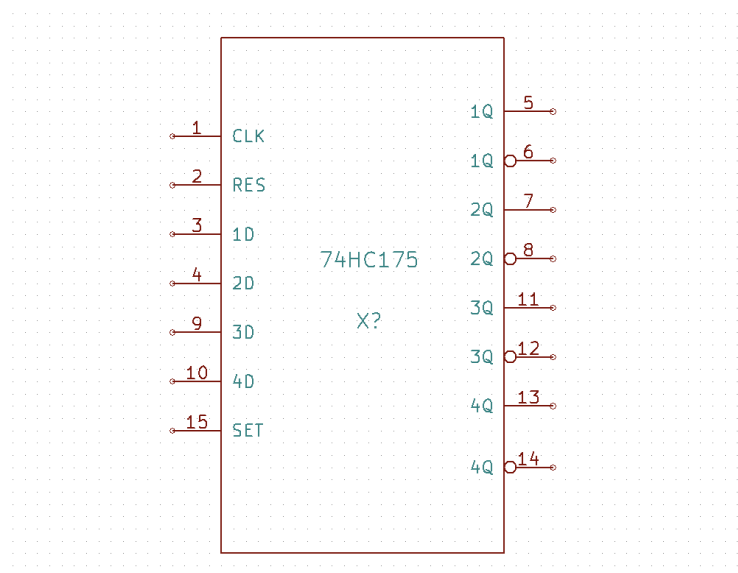 1 CLK
2 RES
3 1D
4 2D
9 3D
10 4D
15 SET
74HC175
X?
1Q 5
1Q 6
2Q 7
2Q 8
3Q 11
3Q 12
4Q 13
4Q 14